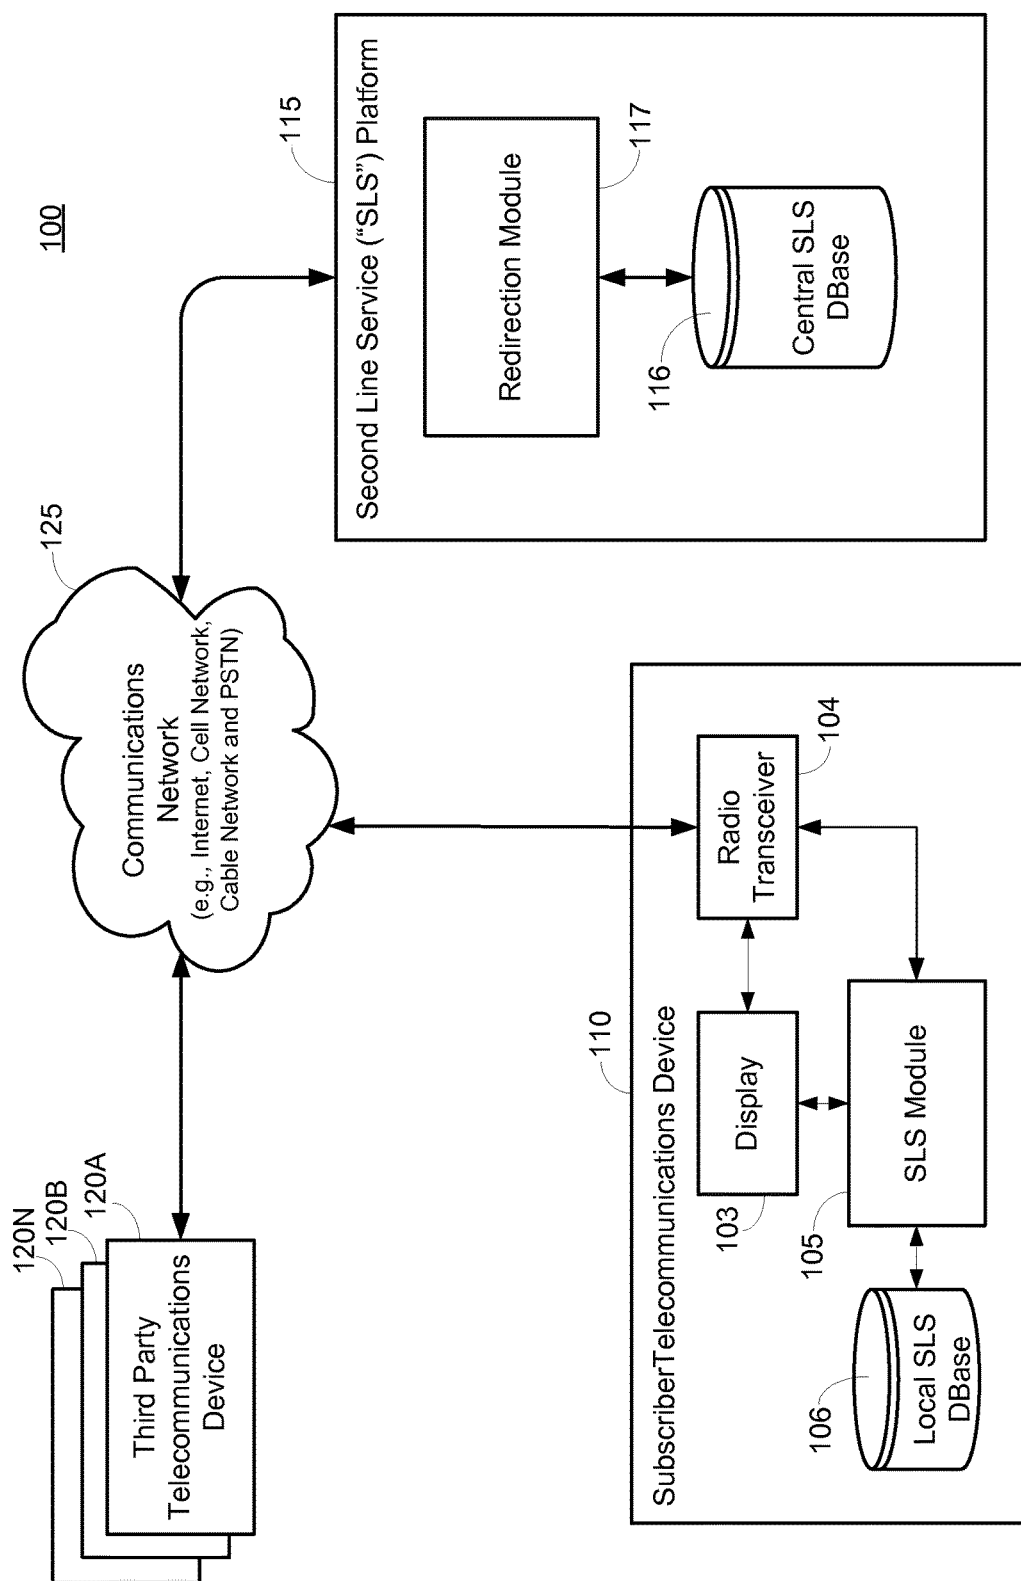 100
120N
120B
120A
Third Party
Telecommunications
Device
125
Communications
Network
(e.g., Internet, Cell Network,
Cable Network and PSTN)
115
Second Line Service (“SLS”) Platform
Redirection Module
117
116
Central SLS
DBase
110
SubscriberTelecommunications Device
Display
103
Radio
Transceiver
104
105
SLS Module
106
Local SLS
DBase